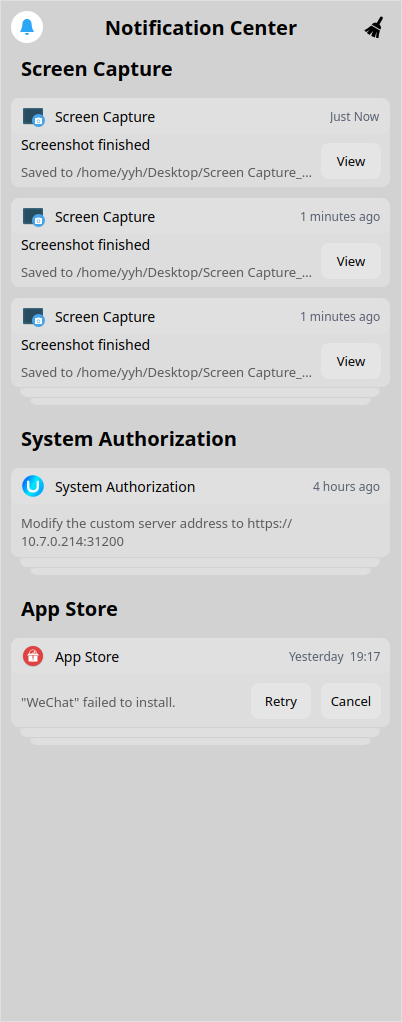 Notification Center
Screen Capture
Screen Capture Just Now
Screenshot finished
Saved to /home/yyh/Desktop/Screen Capture_...
View
Screen Capture 1 minutes ago
Screenshot finished
Saved to /home/yyh/Desktop/Screen Capture_...
View
Screen Capture 1 minutes ago
Screenshot finished
Saved to /home/yyh/Desktop/Screen Capture_...
View
System Authorization
System Authorization 4 hours ago
Modify the custom server address to https://
10.7.0.214:31200
App Store
App Store Yesterday 19:17
"WeChat" failed to install. Retry Cancel